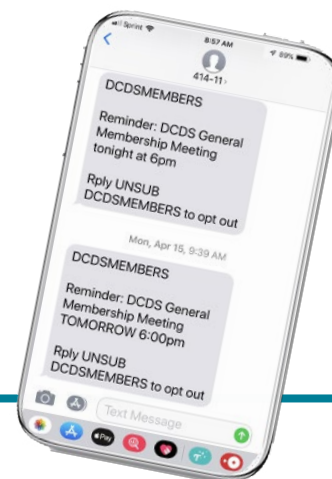 Sprint
8:57 AM
89%
414-11 >
DCDSMEMBERS
Reminder: DCDS General
Membership Meeting
tonight at 6pm
Rply UNSUB
DCDSMEMBERS to opt out
Mon, Apr 15, 9:39 AM
DCDSMEMBERS
Reminder: DCDS General
Membership Meeting
TOMORROW 6:00pm
Rply UNSUB
DCDSMEMBERS to opt out
Text Message
Pay